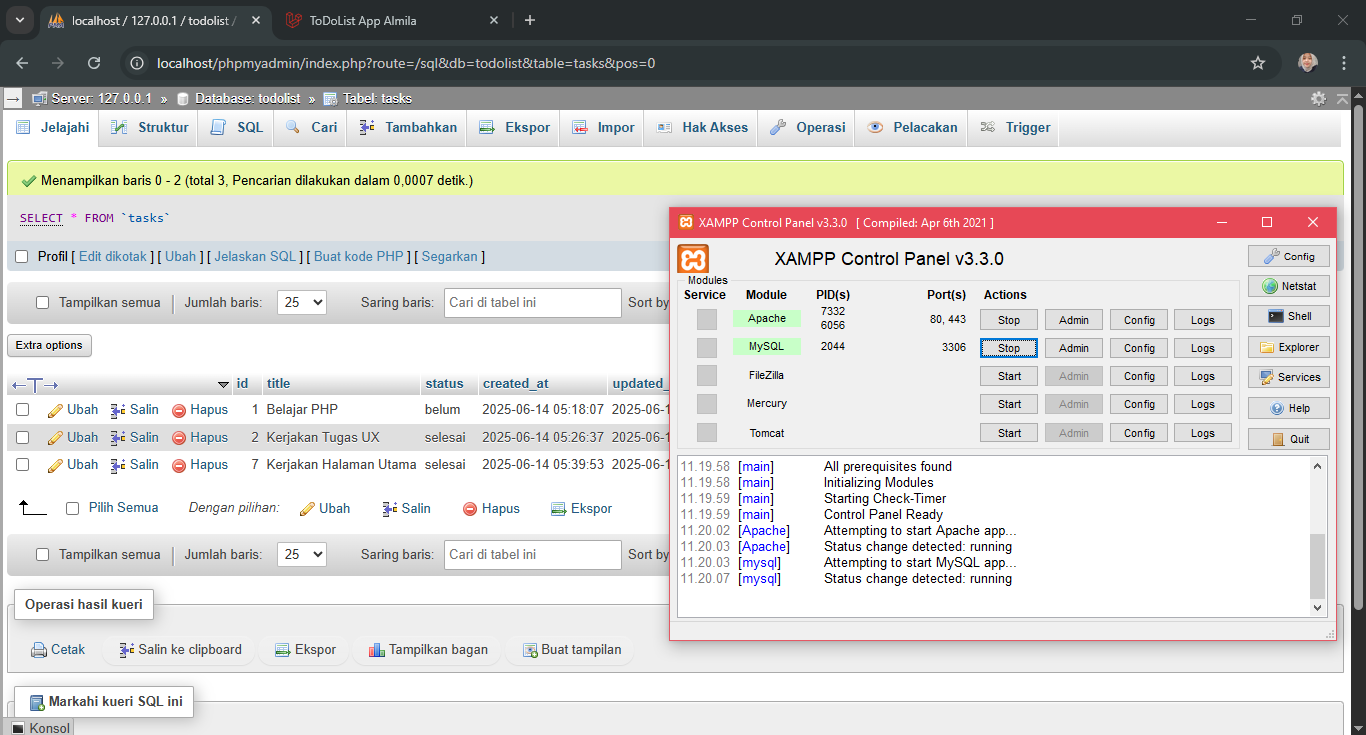 localhost / 127.0.0.1 / todolist /
ToDoList App Almila
localhost/phpmyadmin/index.php?route=/sql&db=todolist&table=tasks&pos=0
Server: 127.0.0.1 » Database: todolist » Tabel: tasks
Jelajahi Struktur SQL Cari Tambahkan Ekspor Impor Hak Akses Operasi Pelacakan Trigger
Menampilkan baris 0 - 2 (total 3, Pencarian dilakukan dalam 0,0007 detik.)
SELECT * FROM `tasks`
Profil [ Edit dikotak ] [ Ubah ] [ Jelaskan SQL ] [ Buat kode PHP ] [ Segarkan ]
Tampilkan semua Jumlah baris: 25 Saring baris: Cari di tabel ini Sort by
Extra options
id title status created_at updated_
Ubah Salin Hapus 1 Belajar PHP belum 2025-06-14 05:18:07 2025-06-1
Ubah Salin Hapus 2 Kerjakan Tugas UX selesai 2025-06-14 05:26:37 2025-06-1
Ubah Salin Hapus 7 Kerjakan Halaman Utama selesai 2025-06-14 05:39:53 2025-06-1
Pilih Semua Dengan pilihan: Ubah Salin Hapus Ekspor
Tampilkan semua Jumlah baris: 25 Saring baris: Cari di tabel ini Sort by
Operasi hasil kueri
Cetak Salin ke clipboard Ekspor Tampilkan bagan Buat tampilan
Markahi kueri SQL ini
Konsol
XAMPP Control Panel v3.3.0 [ Compiled: Apr 6th 2021 ]
XAMPP Control Panel v3.3.0
Config
Modules
Service Module PID(s) Port(s) Actions
Netstat
Apache 7332 6056 80, 443 Stop Admin Config Logs
Shell
MySQL 2044 3306 Stop Admin Config Logs
Explorer
FileZilla Start Admin Config Logs
Services
Mercury Start Admin Config Logs
Help
Tomcat Start Admin Config Logs
Quit
11.19.58 [main] All prerequisites found
11.19.58 [main] Initializing Modules
11.19.59 [main] Starting Check-Timer
11.19.59 [main] Control Panel Ready
11.20.02 [Apache] Attempting to start Apache app...
11.20.03 [Apache] Status change detected: running
11.20.03 [mysql] Attempting to start MySQL app...
11.20.07 [mysql] Status change detected: running